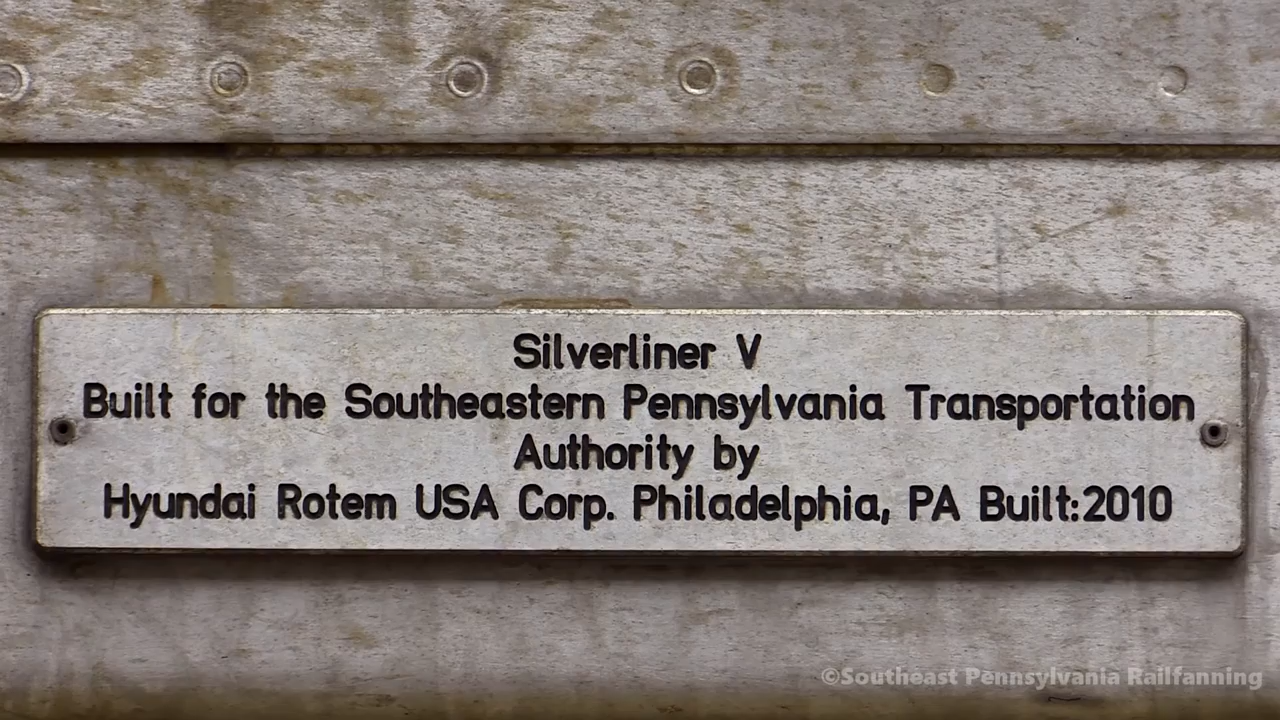 Silverliner V
Built for the Southeastern Pennsylvania Transportation
Authority by
Hyundai Rotem USA Corp. Philadelphia, PA Built:2010
©Southeast Pennsylvania Railfanning